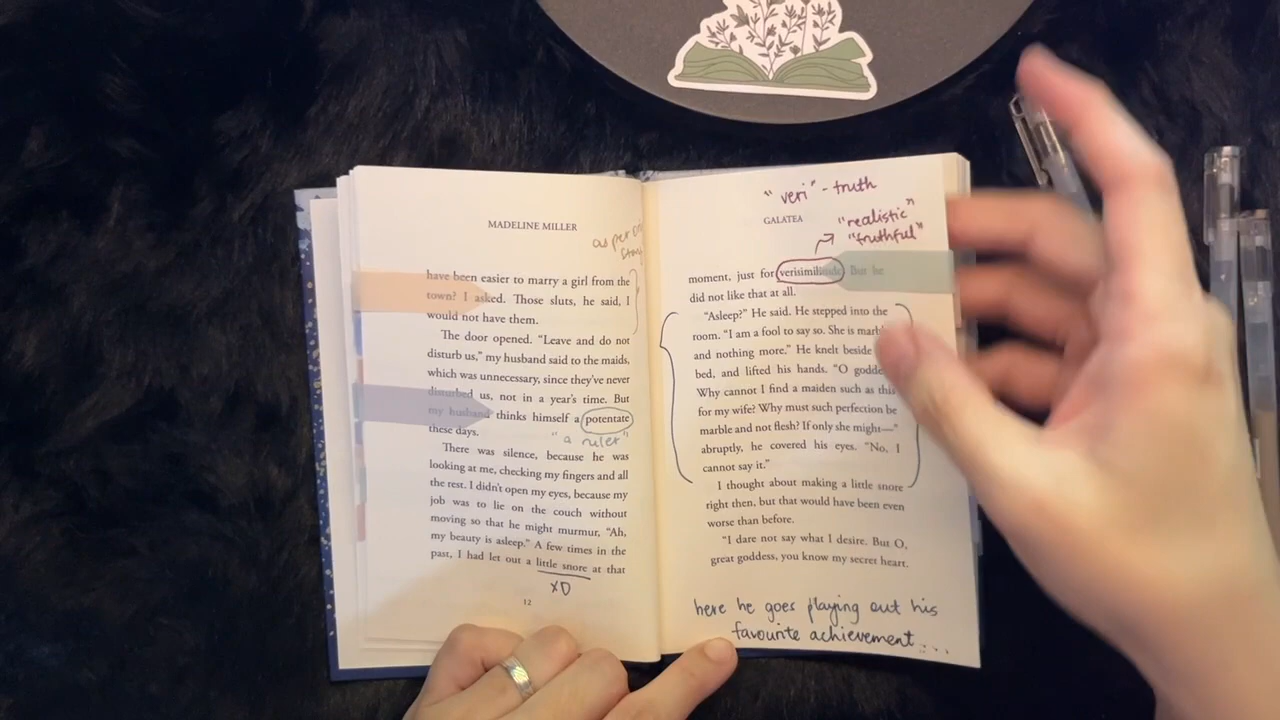 MADELINE MILLER
as per
have been easier to marry a girl from the
town? I asked. Those sluts, he said, I
would not have them.
The door opened. "Leave and do not
disturb us," my husband said to the maids,
which was unnecessary, since they've never
disturbed us, not in a year's time. But
my husband thinks himself a potentate
these days.
"a ruler"
There was silence, because he was
looking at me, checking my fingers and all
the rest. I didn't open my eyes, because my
job was to lie on the couch without
moving so that he might murmur, "Ah,
my beauty is asleep." A few times in the
past, I had let out a little snore at that
XD
12
"veri" - truth
GALATEA
"realistic"
"truthful"
moment, just for verisimilitude. But he
did not like that at all.
"Asleep?" He said. He stepped into the
room. "I am a fool to say so. She is
and nothing more." He knelt beside
bed, and lifted his hands. "O
Why cannot I find a maiden such as this
for my wife? Why must such perfection be
marble and not flesh? If only she might—"
abruptly, he covered his eyes. "No, I
cannot say it."
I thought about making a little snore
right then, but that would have been even
worse than before.
"I dare not say what I desire. But O,
great goddess, you know my secret heart.
here he goes playing out his
favourite achievement...